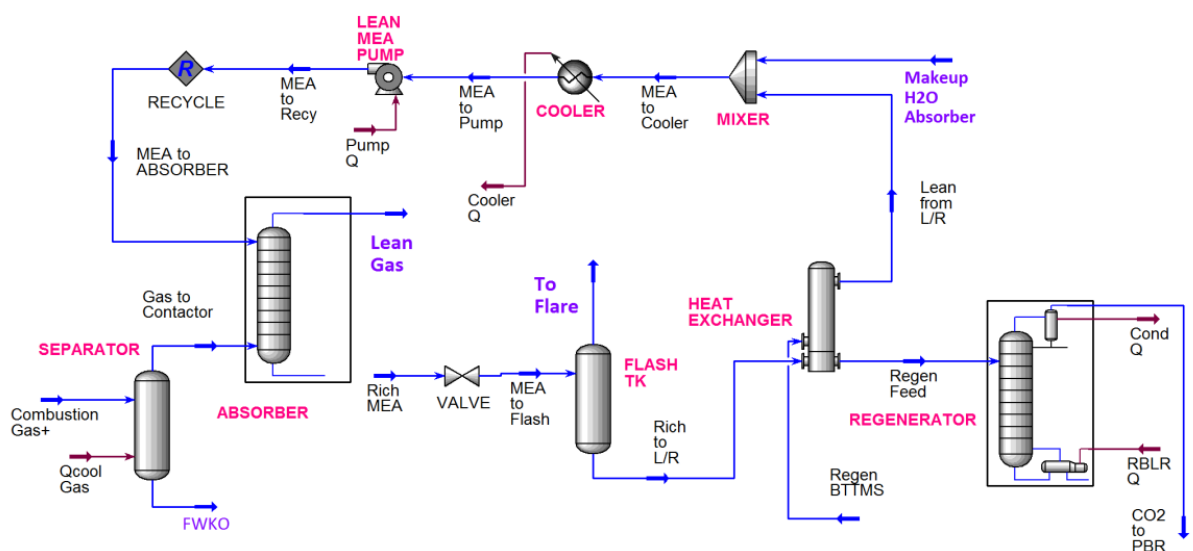 LEAN
MEA
PUMP
R
RECYCLE
MEA
to
Recy
MEA
to
Pump
COOLER
MEA
to
Cooler
MIXER
Makeup
H2O
Absorber
Pump
Q
MEA to
ABSORBER
Cooler
Q
Lean
from
L/R
Lean
Gas
To
Flare
Gas to
Contactor
HEAT
EXCHANGER
Cond
Q
SEPARATOR
FLASH
TK
Rich
MEA
VALVE
MEA
to
Flash
Regen
Feed
REGENERATOR
Combustion
Gas+
ABSORBER
Rich
to
L/R
Qcool
Gas
Regen
BTTMS
RBLR
Q
FWKO
CO2
to
PBR